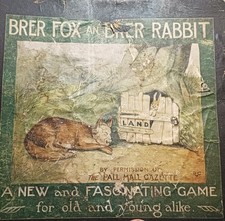 BRER FOX AN' BRER RABBIT
LAND
BY PERMISSION OF
THE PALL MALL GAZETTE
A NEW and FASCINATING GAME
for old and young alike.